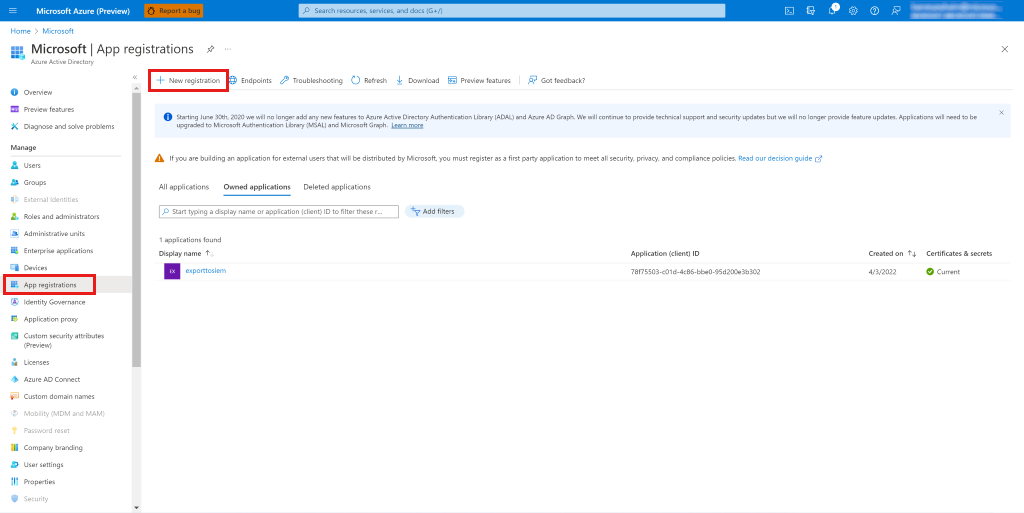 Microsoft Azure (Preview)
Report a bug
Search resources, services, and docs (G+/)
1
Home > Microsoft
Microsoft | App registrations
Azure Active Directory
Overview
Preview features
Diagnose and solve problems
Manage
Users
Groups
External Identities
Roles and administrators
Administrative units
Enterprise applications
Devices
App registrations
Identity Governance
Application proxy
Custom security attributes
(Preview)
Licenses
Azure AD Connect
Custom domain names
Mobility (MDM and MAM)
Password reset
Company branding
User settings
Properties
Security
New registration
Endpoints
Troubleshooting
Refresh
Download
Preview features
Got feedback?
Starting June 30th, 2020 we will no longer add any new features to Azure Active Directory Authentication Library (ADAL) and Azure AD Graph. We will continue to provide technical support and security updates but we will no longer provide feature updates. Applications will need to be
upgraded to Microsoft Authentication Library (MSAL) and Microsoft Graph. Learn more
If you are building an application for external users that will be distributed by Microsoft, you must register as a first party application to meet all security, privacy, and compliance policies. Read our decision guide
All applications
Owned applications
Deleted applications
Start typing a display name or application (client) ID to filter these r...
Add filters
1 applications found
Display name
Application (client) ID
Created on
Certificates & secrets
EX
exporttosiem
78f75503-c01d-4c86-bbe0-95d200e3b302
4/3/2022
Current